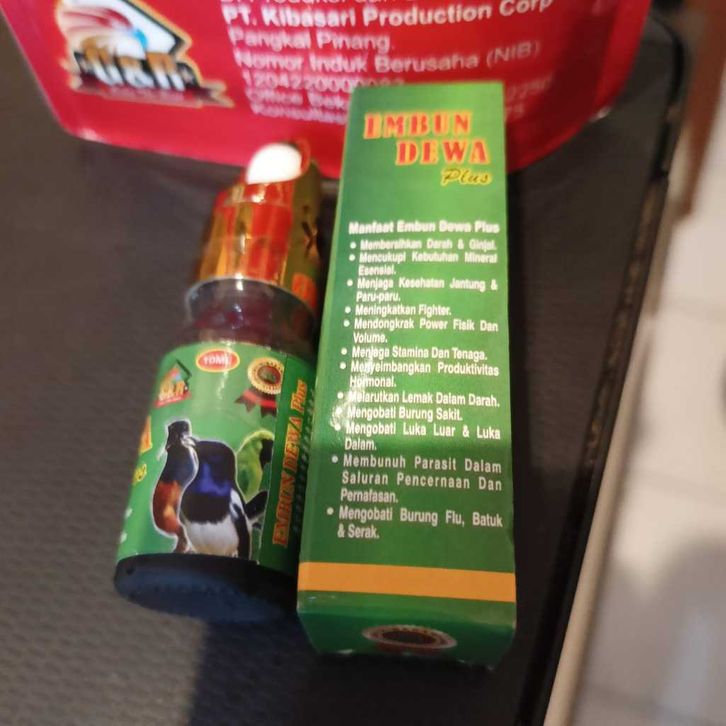 PT. Kibasari Production Corp
Pangkal Pinang.
Nomor Induk Berusaha (NIB)
EMBUN
DEWA
Plus
Manfaat Embun Dewa Plus
• Membersihkan Darah & Ginjal.
• Mencukupi Kebutuhan Mineral
Esensial.
• Menjaga Kesehatan Jantung &
Paru-paru.
• Meningkatkan Fighter.
• Mendongkrak Power Fisik Dan
Volume.
• Menjaga Stamina Dan Tenaga.
• Menyeimbangkan Produktivitas
Hormonal.
• Melarutkan Lemak Dalam Darah.
• Mengobati Burung Sakit.
• Mengobati Luka Luar & Luka
Dalam.
• Membunuh Parasit Dalam
Saluran Pencernaan Dan
Pernafasan.
• Mengobati Burung Flu, Batuk
& Serak.
10ML
EMBUN DEWA Plus